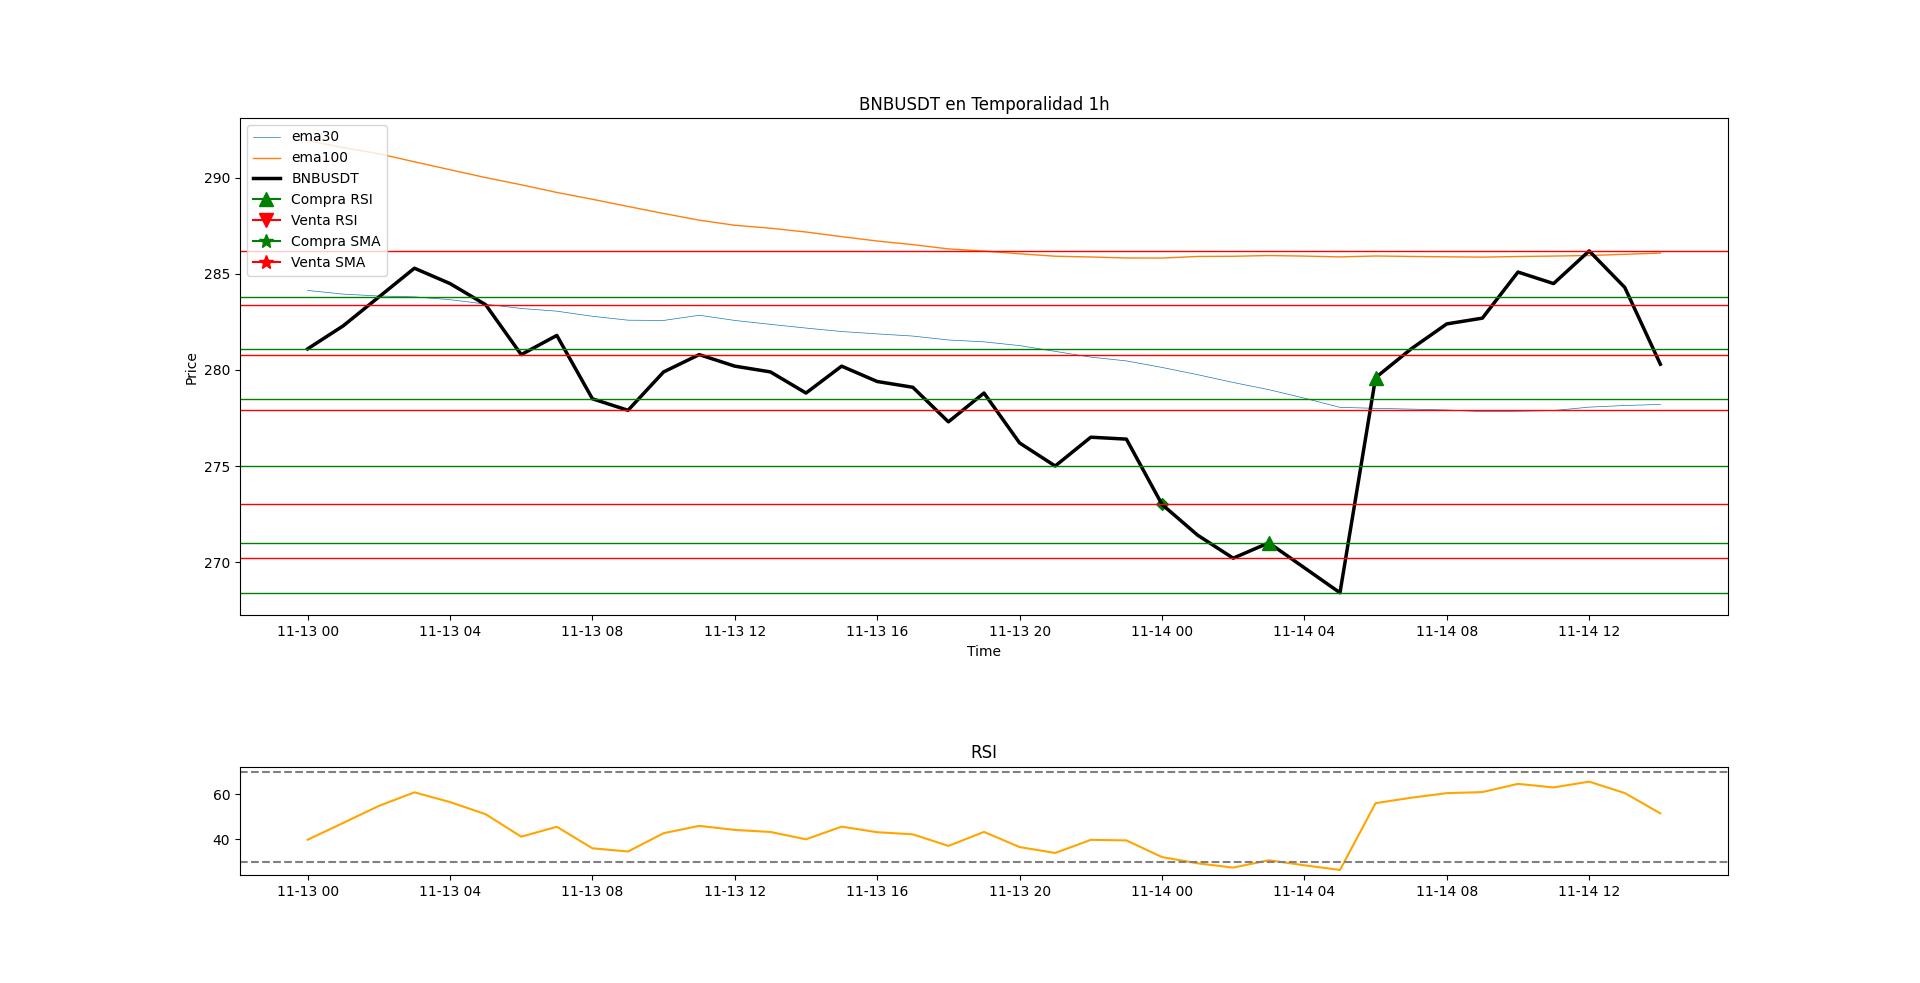 BNBUSDT en Temporalidad 1h
ema30
ema100
BNBUSDT
Compra RSI
Venta RSI
Compra SMA
Venta SMA
290
285
280
275
270
Price
11-13 00 11-13 04 11-13 08 11-13 12 11-13 16 11-13 20 11-14 00 11-14 04 11-14 08 11-14 12
Time
RSI
60
40
11-13 00 11-13 04 11-13 08 11-13 12 11-13 16 11-13 20 11-14 00 11-14 04 11-14 08 11-14 12